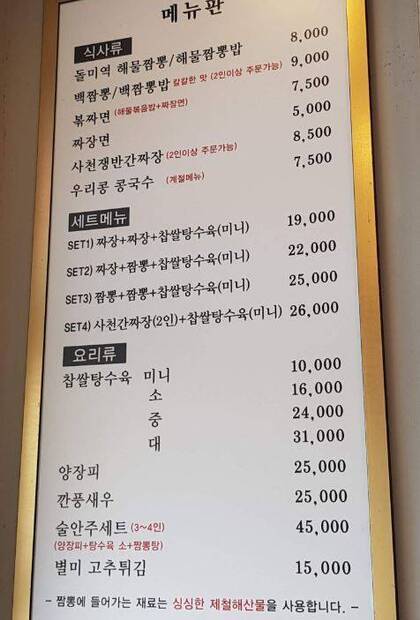 메뉴판
식사류
돌미역 해물짬뽕/해물짬뽕밥 8,000
백짬뽕/백짬뽕밥 칼칼한 맛 (2인이상 주문가능) 9,000
볶짜면 (해물볶음밥+짜장면) 7,500
짜장면 5,000
사천쟁반간짜장 (2인이상 주문가능) 8,500
우리콩 콩국수 (계절메뉴) 7,500
세트메뉴
SET1) 짜장+짜장+찹쌀탕수육(미니) 19,000
SET2) 짜장+짬뽕+찹쌀탕수육(미니) 22,000
SET3) 짬뽕+짬뽕+찹쌀탕수육(미니) 25,000
SET4) 사천간짜장(2인)+찹쌀탕수육(미니) 26,000
요리류
찹쌀탕수육 미니 10,000
소 16,000
중 24,000
대 31,000
양장피 25,000
깐풍새우 25,000
술안주세트 (3~4인) 45,000
(양장피+탕수육 소+짬뽕탕)
별미 고추튀김 15,000
- 짬뽕에 들어가는 재료는 싱싱한 제철해산물을 사용합니다. -